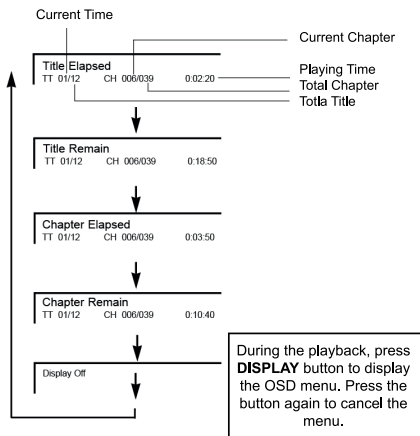 Current Time
Current Chapter
Title Elapsed
TT 01/12 CH 006/039 0:02:20
Playing Time
Total Chapter
Totla Title
Title Remain
TT 01/12 CH 006/039 0:18:50
Chapter Elapsed
TT 01/12 CH 006/039 0:03:50
Chapter Remain
TT 01/12 CH 006/039 0:10:40
Display Off
During the playback, press
DISPLAY button to display
the OSD menu. Press the
button again to cancel the
menu.